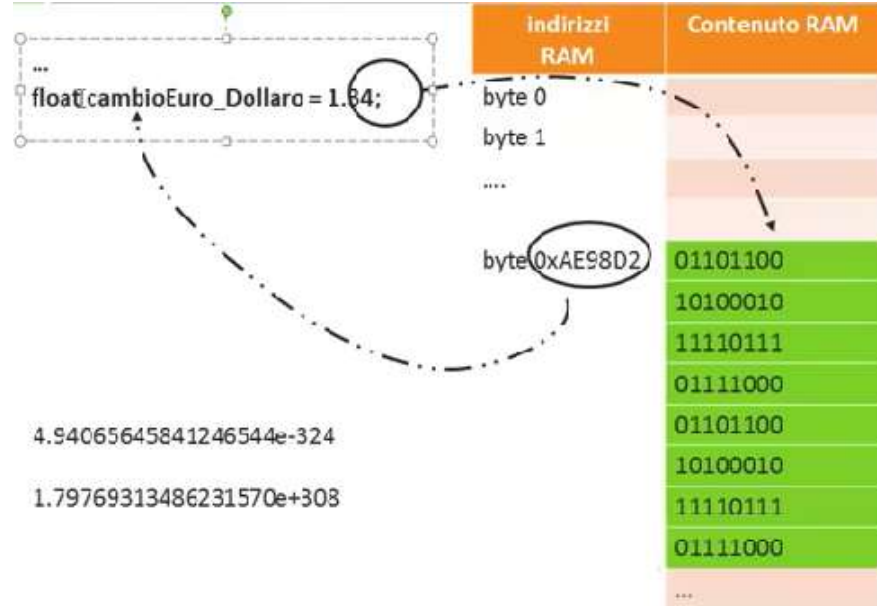 ...
float cambioEuro_Dollaro = 1.34;
4.94065645841246544e-324
1.79769313486231570e+308
indirizzi RAM
Contenuto RAM
byte 0
byte 1
....
byte 0xAE98D2
01101100
10100010
11110111
01111000
01101100
10100010
11110111
01111000
...